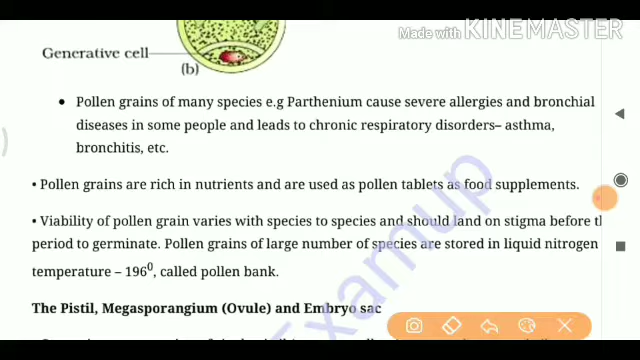 Made with KINEMASTER
Generative cell
(b)
• Pollen grains of many species e.g Parthenium cause severe allergies and bronchial
diseases in some people and leads to chronic respiratory disorders– asthma,
bronchitis, etc.
• Pollen grains are rich in nutrients and are used as pollen tablets as food supplements.
• Viability of pollen grain varies with species to species and should land on stigma before
period to germinate. Pollen grains of large number of species are stored in liquid nitrogen
temperature – 196⁰, called pollen bank.
The Pistil, Megasporangium (Ovule) and Embryo sac
Examup